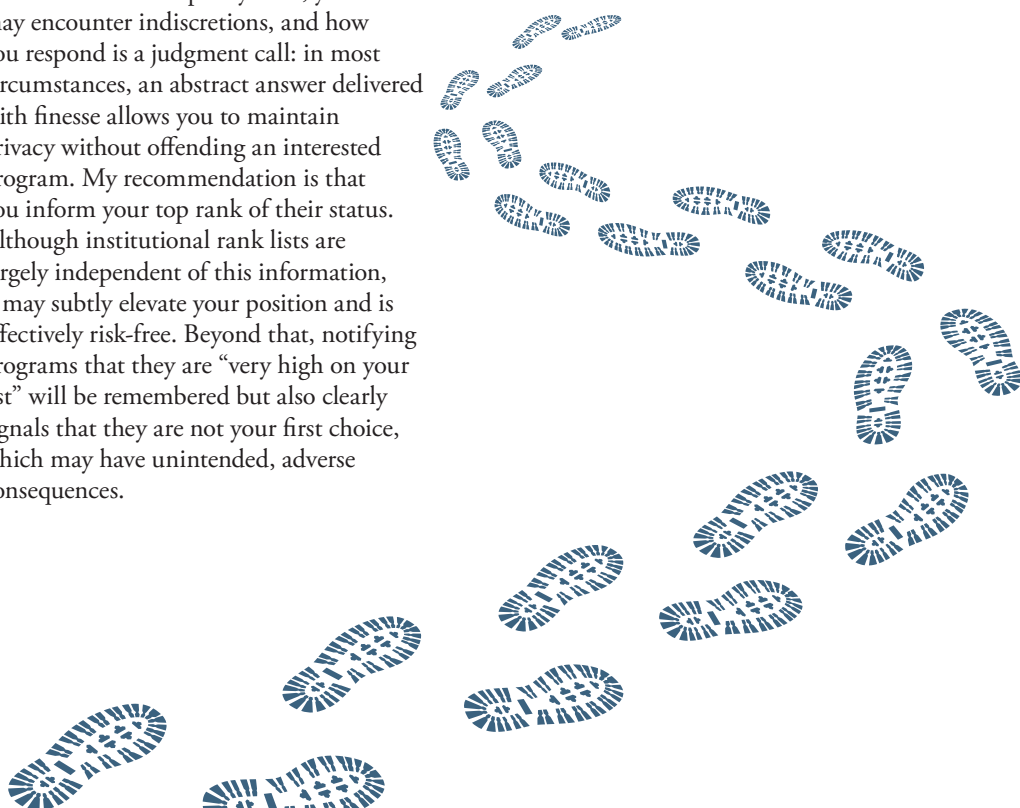 ay encounter indiscretions, and how
ou respond is a judgment call: in most
rcumstances, an abstract answer delivered
ith finesse allows you to maintain
rivacy without offending an interested
rogram. My recommendation is that
ou inform your top rank of their status.
lthough institutional rank lists are
rgely independent of this information,
may subtly elevate your position and is
ffectively risk-free. Beyond that, notifying
rograms that they are “very high on your
st” will be remembered but also clearly
gnals that they are not your first choice,
hich may have unintended, adverse
onsequences.